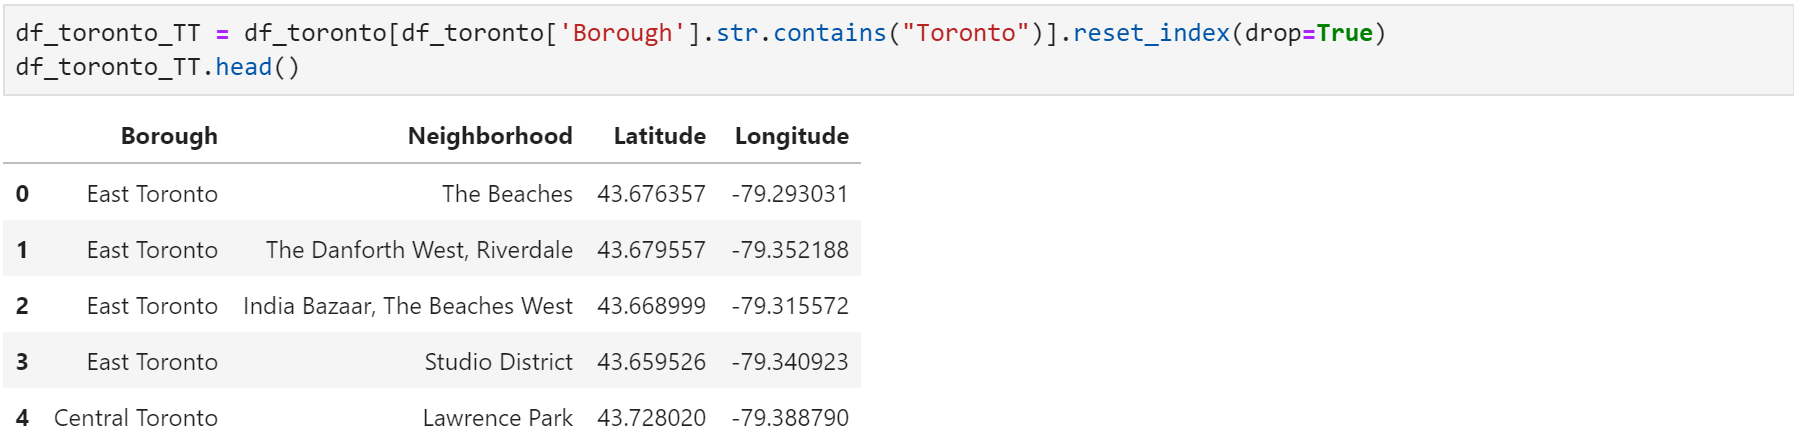 df_toronto_TT = df_toronto[df_toronto['Borough'].str.contains("Toronto")].reset_index(drop=True)
df_toronto_TT.head()
Borough Neighborhood Latitude Longitude
0 East Toronto The Beaches 43.676357 -79.293031
1 East Toronto The Danforth West, Riverdale 43.679557 -79.352188
2 East Toronto India Bazaar, The Beaches West 43.668999 -79.315572
3 East Toronto Studio District 43.659526 -79.340923
4 Central Toronto Lawrence Park 43.728020 -79.388790